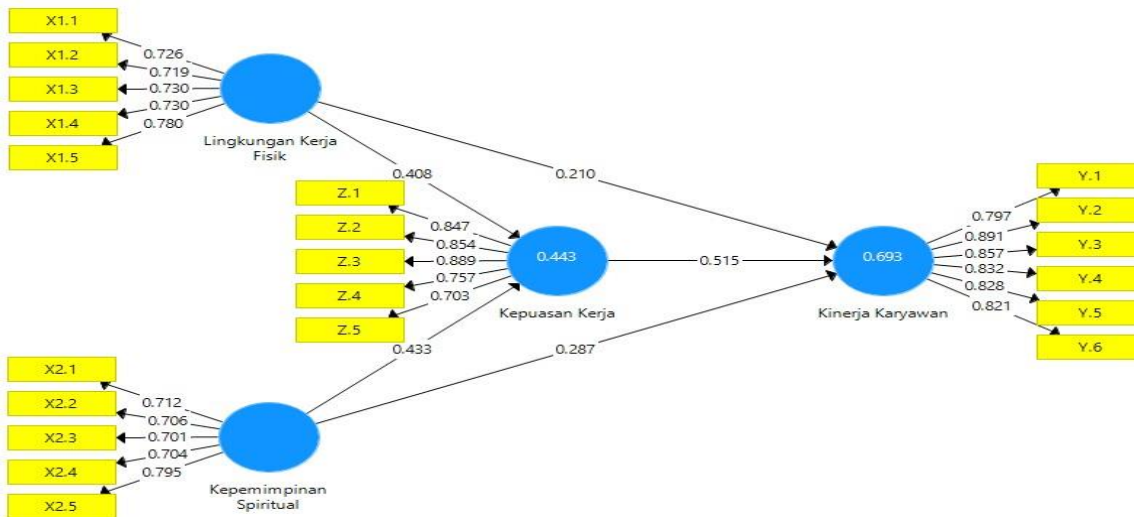 X1.1
X1.2
X1.3
X1.4
X1.5
0.726
0.719
0.730
0.730
0.780
Lingkungan Kerja
Fisik
0.408
0.210
Z.1
Z.2
Z.3
Z.4
Z.5
0.847
0.854
0.889
0.757
0.703
0.443
Kepuasan Kerja
0.515
0.693
Kinerja Karyawan
0.797
0.891
0.857
0.832
0.828
0.821
Y.1
Y.2
Y.3
Y.4
Y.5
Y.6
0.433
0.287
X2.1
X2.2
X2.3
X2.4
X2.5
0.712
0.706
0.701
0.704
0.795
Kepemimpinan
Spiritual